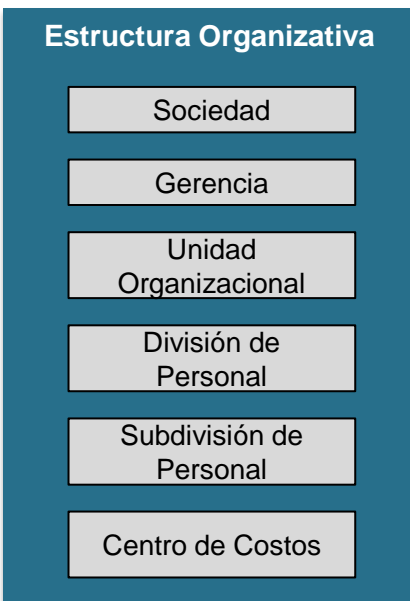 Estructura Organizativa
Sociedad
Gerencia
Unidad
Organizacional
División de
Personal
Subdivisión de
Personal
Centro de Costos